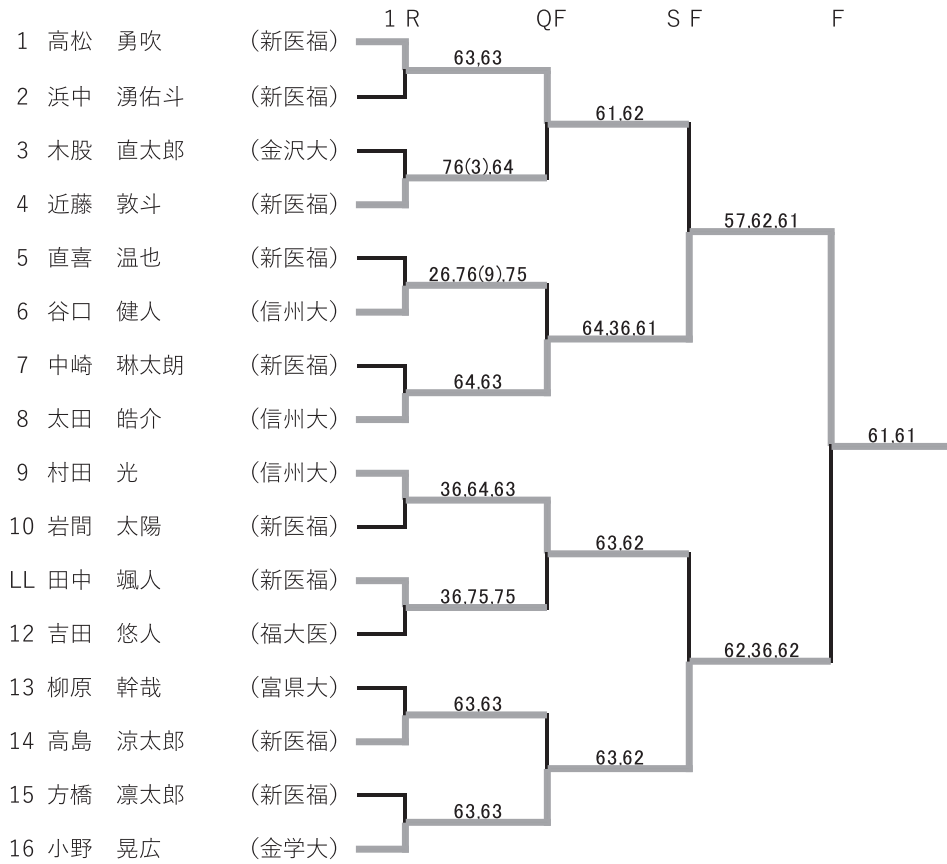 1 R QF S F F
1 高松 勇吹 (新医福)
63,63
2 浜中 湧佑斗 (新医福)
61,62
3 木股 直太郎 (金沢大)
76(3),64
4 近藤 敦斗 (新医福)
57,62,61
5 直喜 温也 (新医福)
26,76(9),75
6 谷口 健人 (信州大)
64,36,61
7 中崎 琳太朗 (新医福)
64,63
8 太田 皓介 (信州大)
61,61
9 村田 光 (信州大)
36,64,63
10 岩間 太陽 (新医福)
63,62
LL 田中 颯人 (新医福)
36,75,75
12 吉田 悠人 (福大医)
62,36,62
13 柳原 幹哉 (富県大)
63,63
14 高島 涼太郎 (新医福)
63,62
15 方橋 凛太郎 (新医福)
63,63
16 小野 晃広 (金学大)